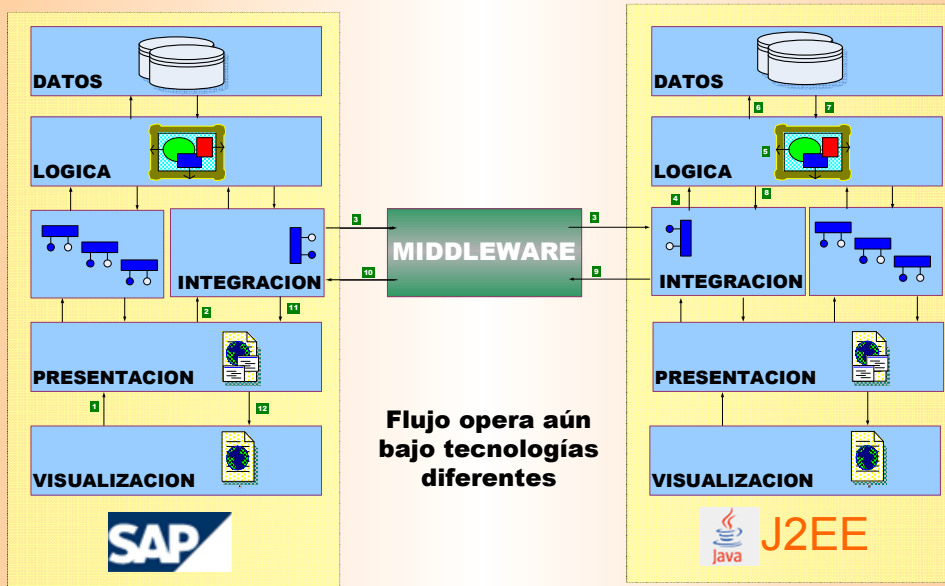 DATOS
LOGICA
3
10
INTEGRACION
2
11
PRESENTACION
1
12
VISUALIZACION
SAP
MIDDLEWARE
Flujo opera aún
bajo tecnologías
diferentes
DATOS
6
7
5
LOGICA
4
8
3
9
INTEGRACION
PRESENTACION
VISUALIZACION
Java
J2EE